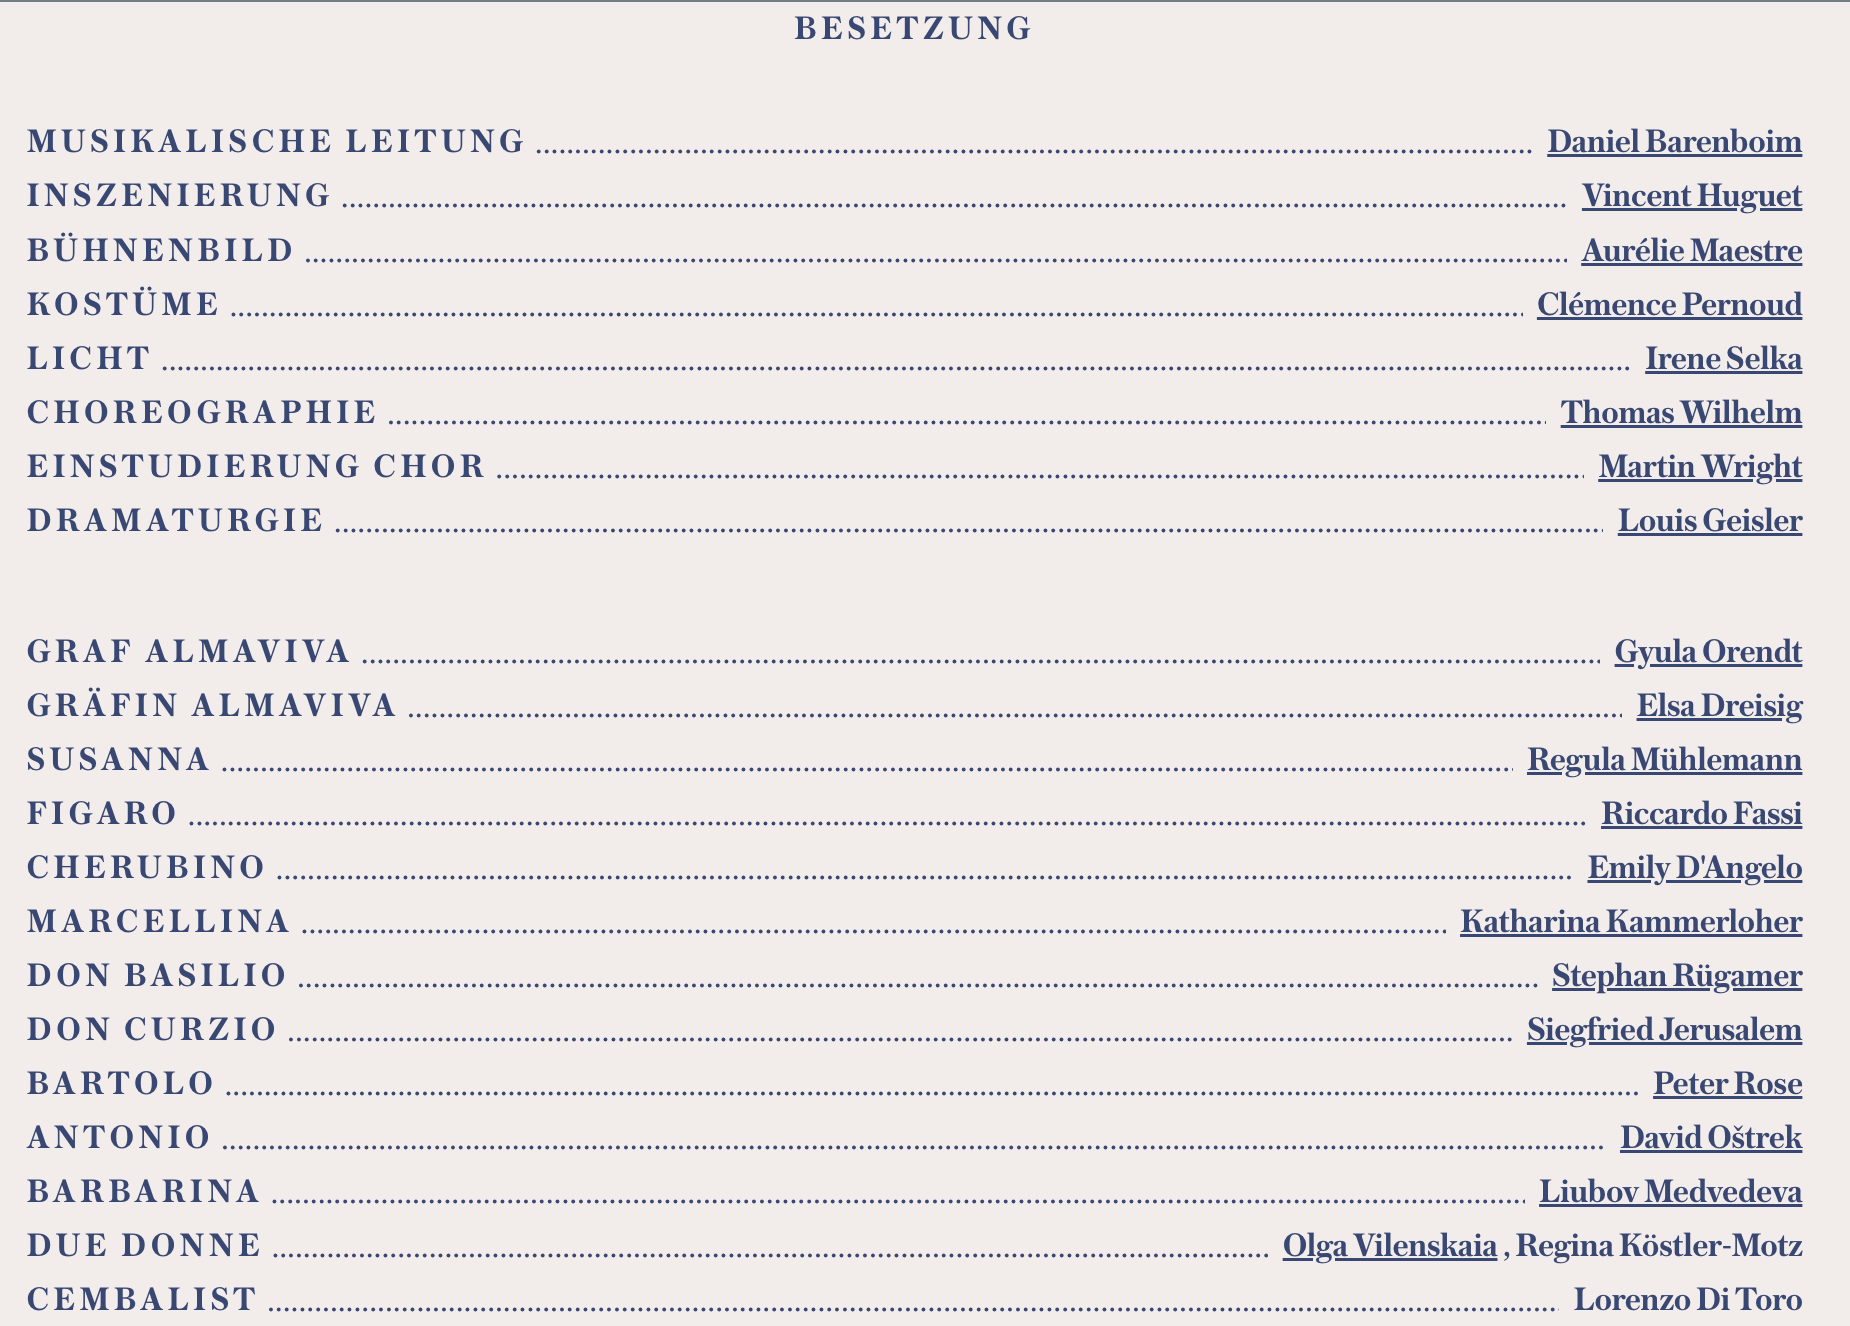 BESETZUNG
MUSIKALISCHE LEITUNG Daniel Barenboim
INSZENIERUNG Vincent Huguet
BÜHNENBILD Aurélie Maestre
KOSTÜME Clémence Pernoud
LICHT Irene Selka
CHOREOGRAPHIE Thomas Wilhelm
EINSTUDIERUNG CHOR Martin Wright
DRAMATURGIE Louis Geisler
GRAF ALMAVIVA Gyula Orendt
GRÄFIN ALMAVIVA Elsa Dreisig
SUSANNA Regula Mühlemann
FIGARO Riccardo Fassi
CHERUBINO Emily D'Angelo
MARCELLINA Katharina Kammerloher
DON BASILIO Stephan Rügamer
DON CURZIO Siegfried Jerusalem
BARTOLO Peter Rose
ANTONIO David Oštrek
BARBARINA Liubov Medvedeva
DUE DONNE Olga Vilenskaia , Regina Köstler-Motz
CEMBALIST Lorenzo Di Toro